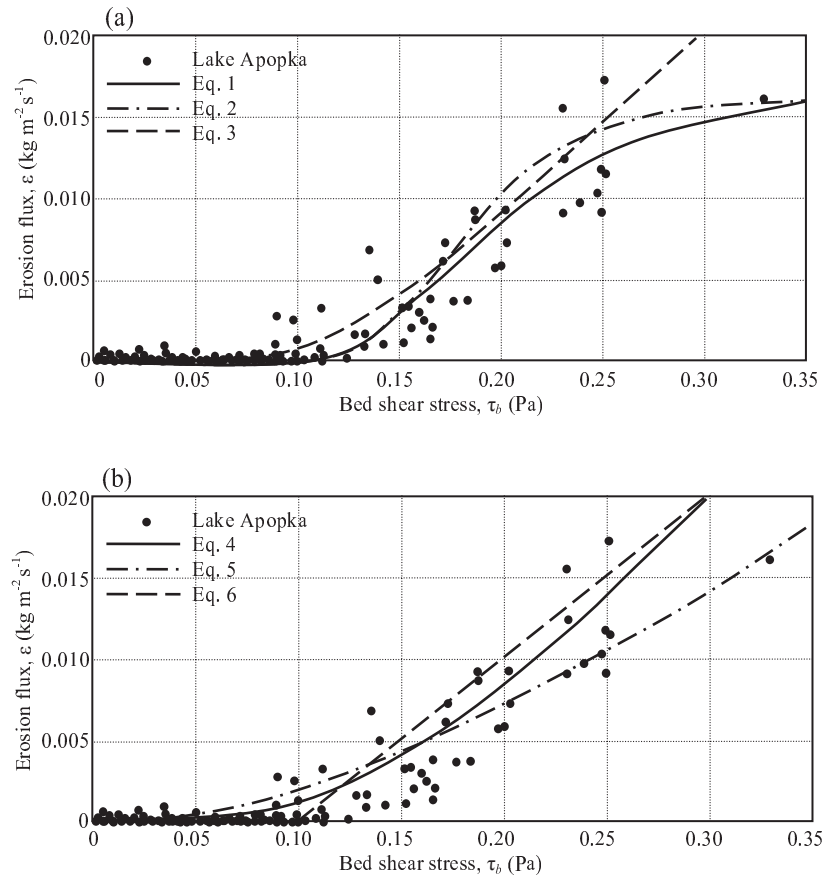 (a)
0.020
0.015
0.010
0.005
0
Erosion flux, ε (kg m⁻² s⁻¹)
Lake Apopka
Eq. 1
Eq. 2
Eq. 3
0 0.05 0.10 0.15 0.20 0.25 0.30 0.35
Bed shear stress, τb (Pa)
(b)
0.020
0.015
0.010
0.005
0
Erosion flux, ε (kg m⁻² s⁻¹)
Lake Apopka
Eq. 4
Eq. 5
Eq. 6
0 0.05 0.10 0.15 0.20 0.25 0.30 0.35
Bed shear stress, τb (Pa)